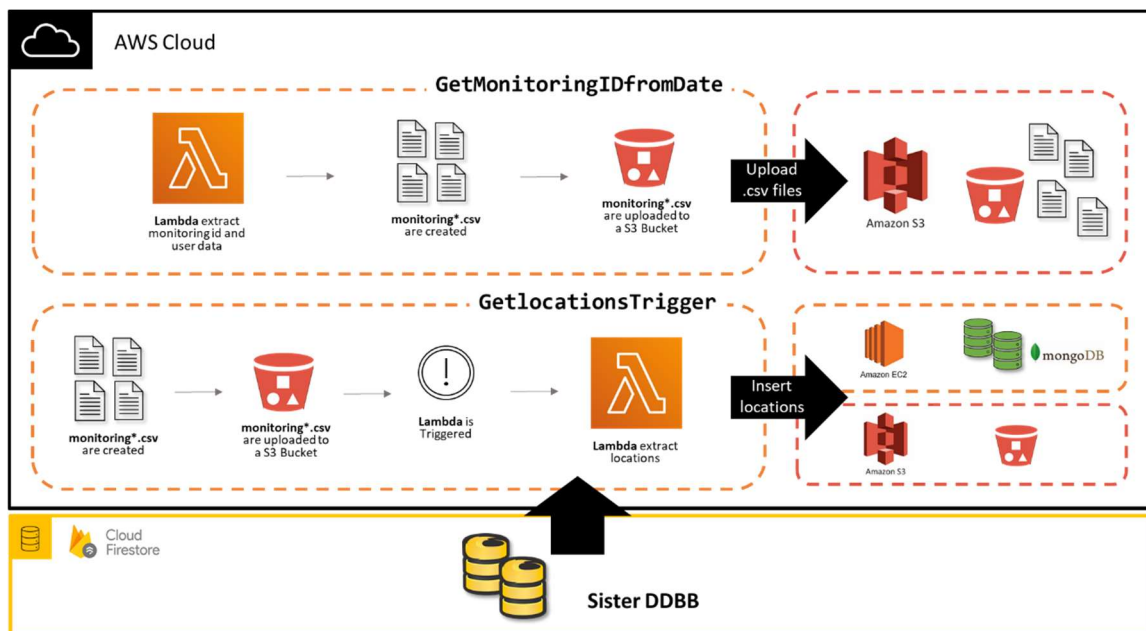 AWS Cloud
GetMonitoringIDfromDate
Lambda extract
monitoring id and
user data
monitoring*.csv
are created
monitoring*.csv
are uploaded to
a S3 Bucket
Upload
.csv files
Amazon S3
GetlocationsTrigger
monitoring*.csv
are created
monitoring*.csv
are uploaded to
a S3 Bucket
Lambda is
Triggered
Lambda extract
locations
Insert
locations
Amazon EC2
mongoDB
Amazon S3
Cloud
Firestore
Sister DDBB